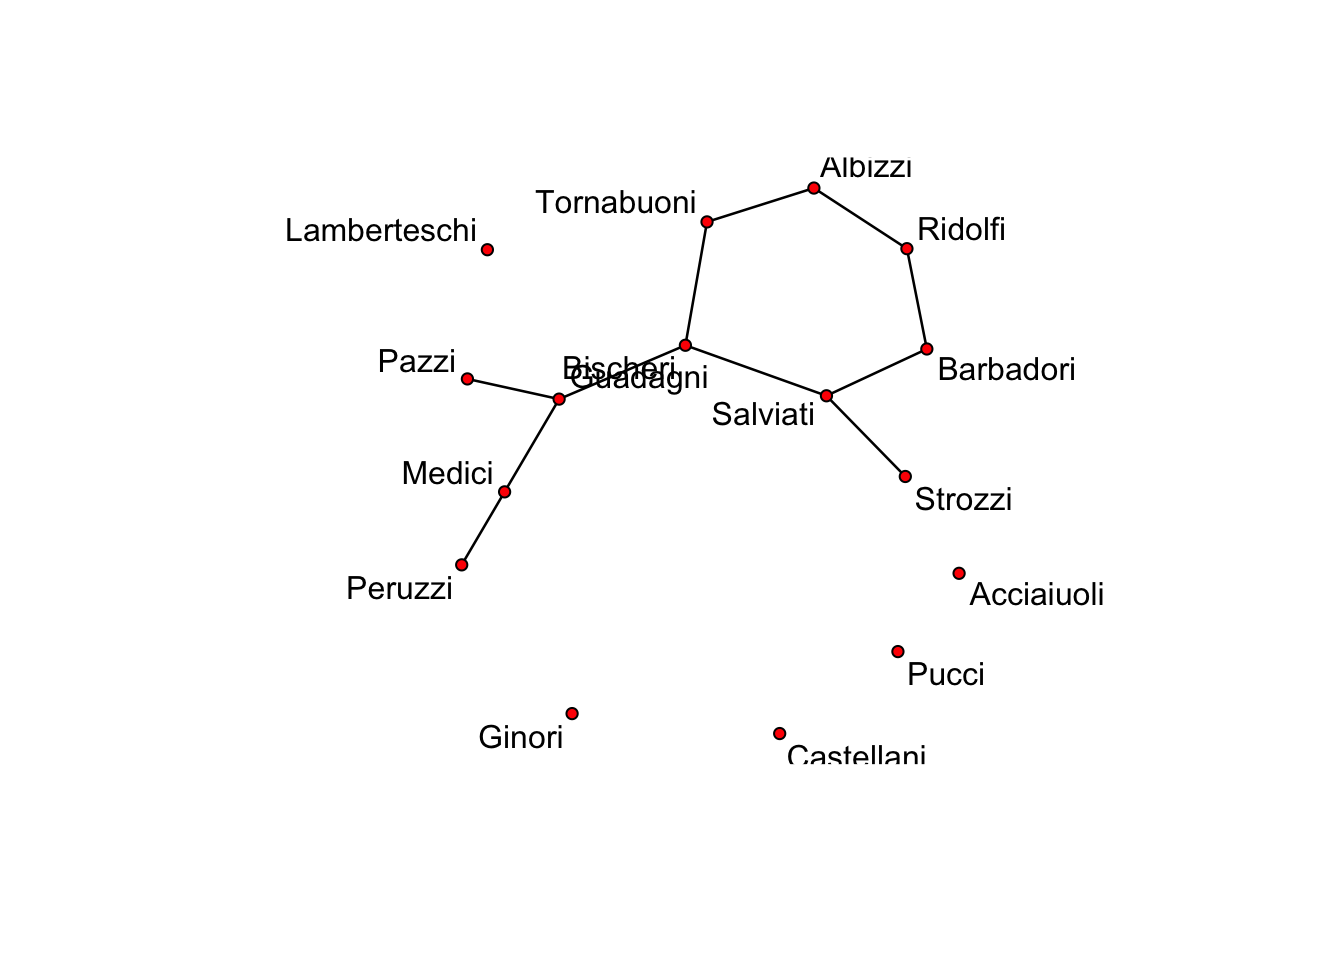 Albizzi
Tornabuoni
Lamberteschi
Ridolfi
Pazzi
Bischeri
Guadagni
Barbadori
Salviati
Medici
Strozzi
Peruzzi
Acciaiuoli
Pucci
Ginori
Castellani